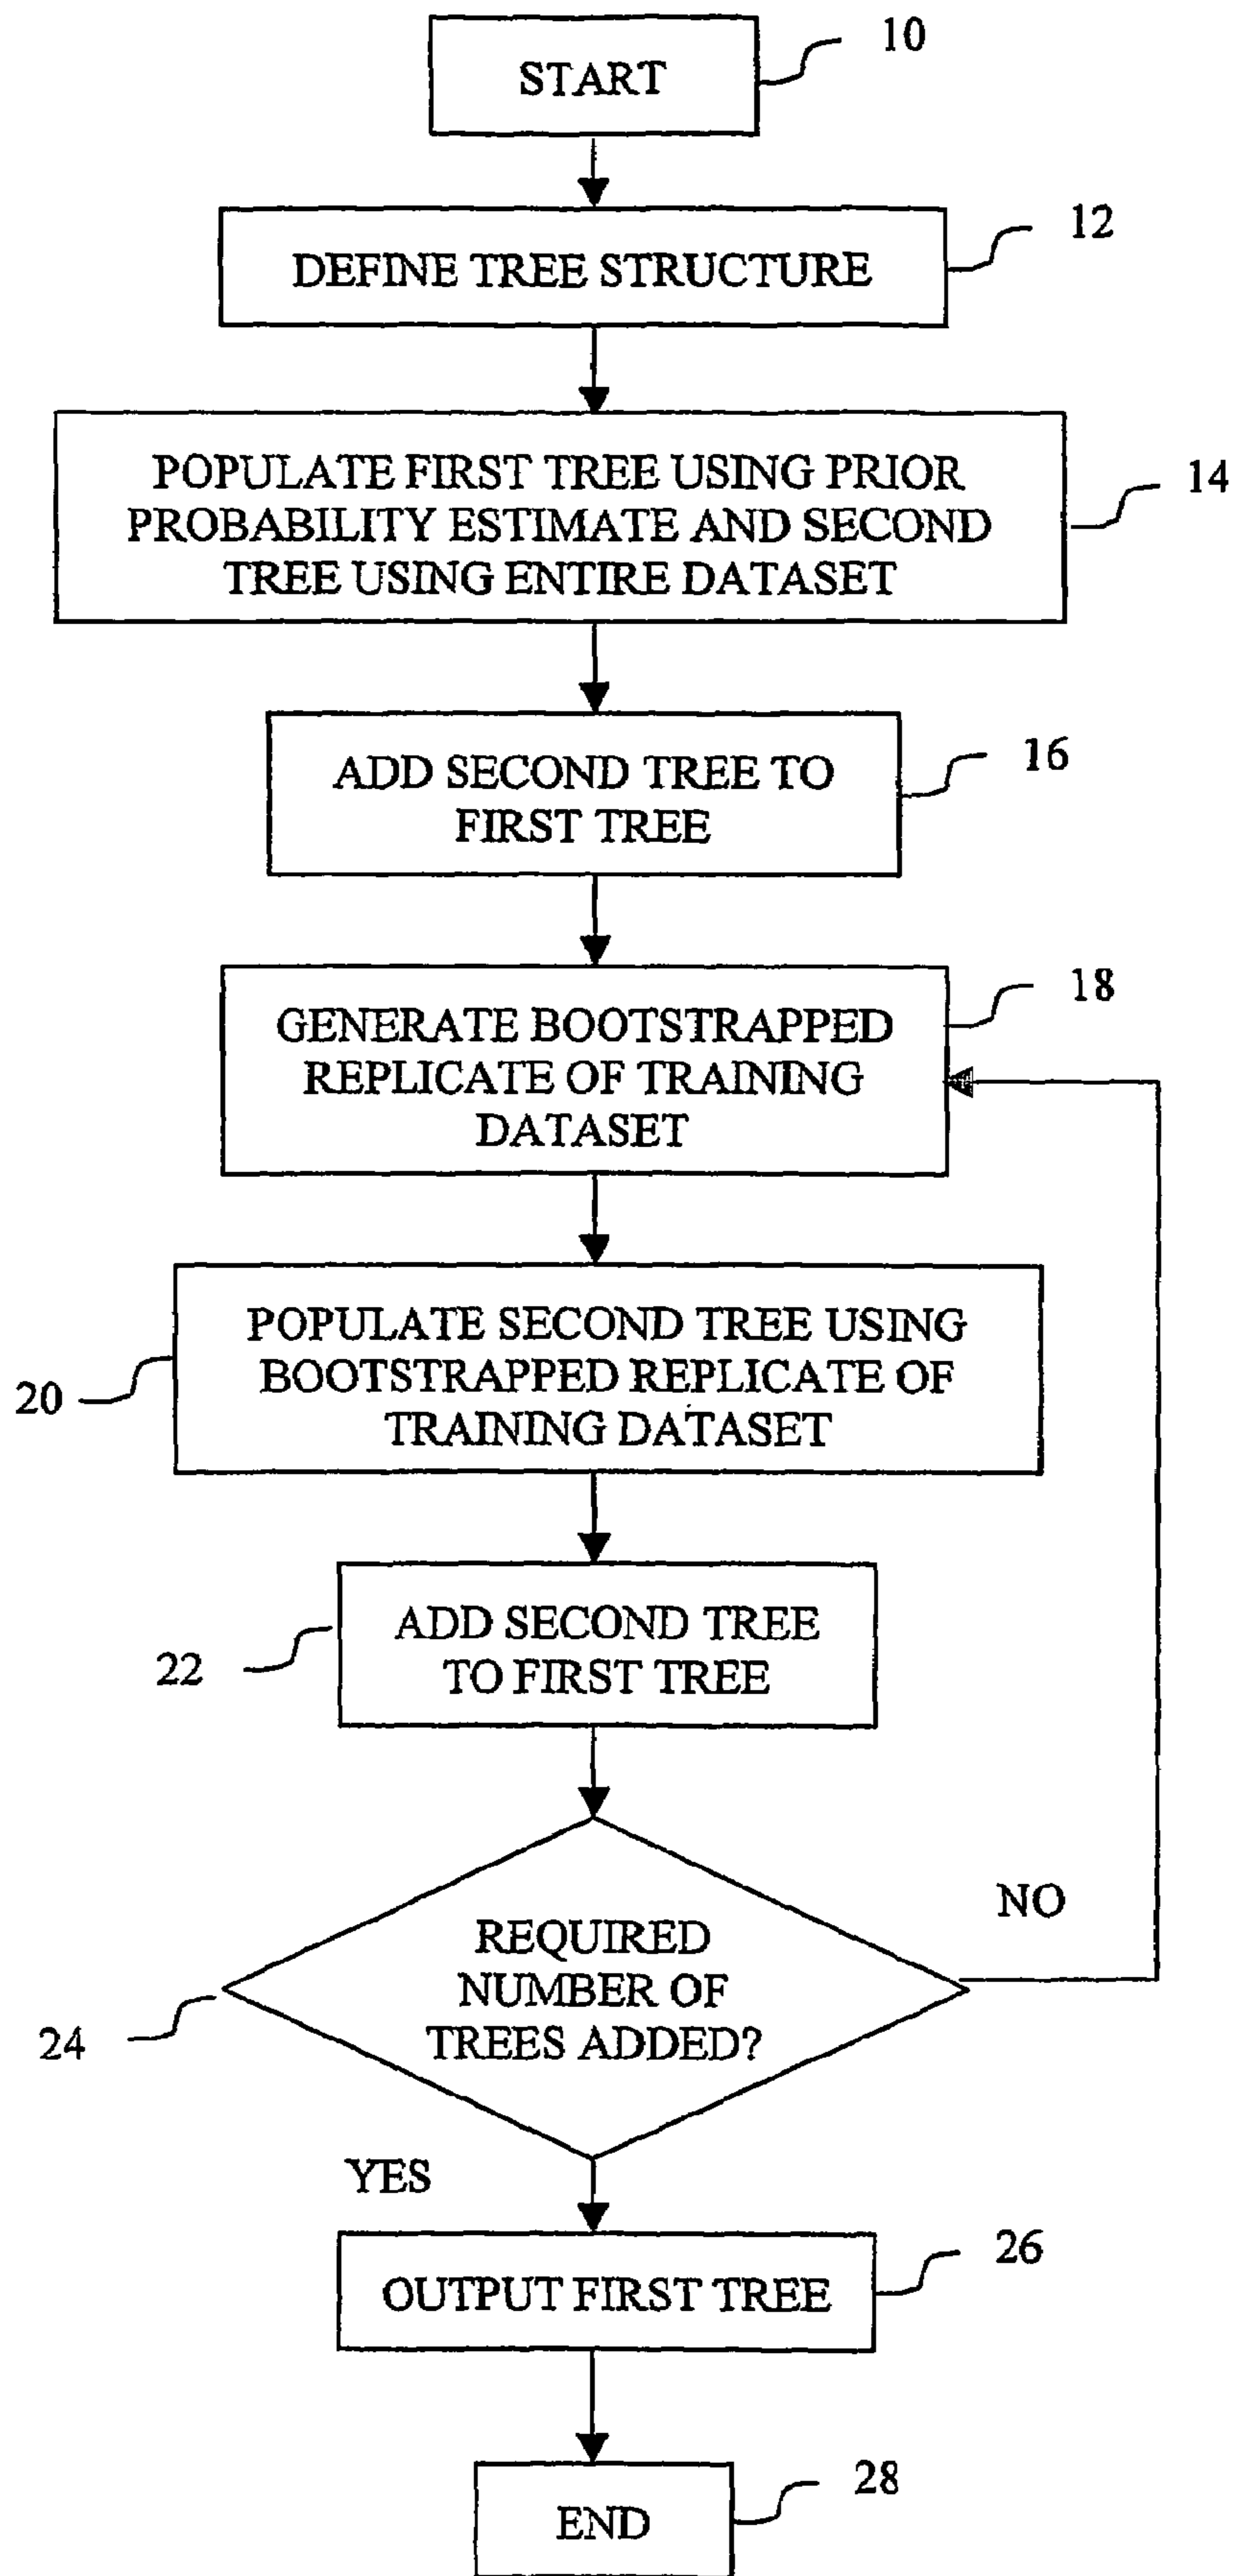 START
10
DEFINE TREE STRUCTURE
12
POPULATE FIRST TREE USING PRIOR
PROBABILITY ESTIMATE AND SECOND
TREE USING ENTIRE DATASET
14
ADD SECOND TREE TO
FIRST TREE
16
GENERATE BOOTSTRAPPED
REPLICATE OF TRAINING
DATASET
18
POPULATE SECOND TREE USING
BOOTSTRAPPED REPLICATE OF
TRAINING DATASET
20
ADD SECOND TREE
TO FIRST TREE
22
REQUIRED
NUMBER OF
TREES ADDED?
24
NO
YES
OUTPUT FIRST TREE
26
END
28